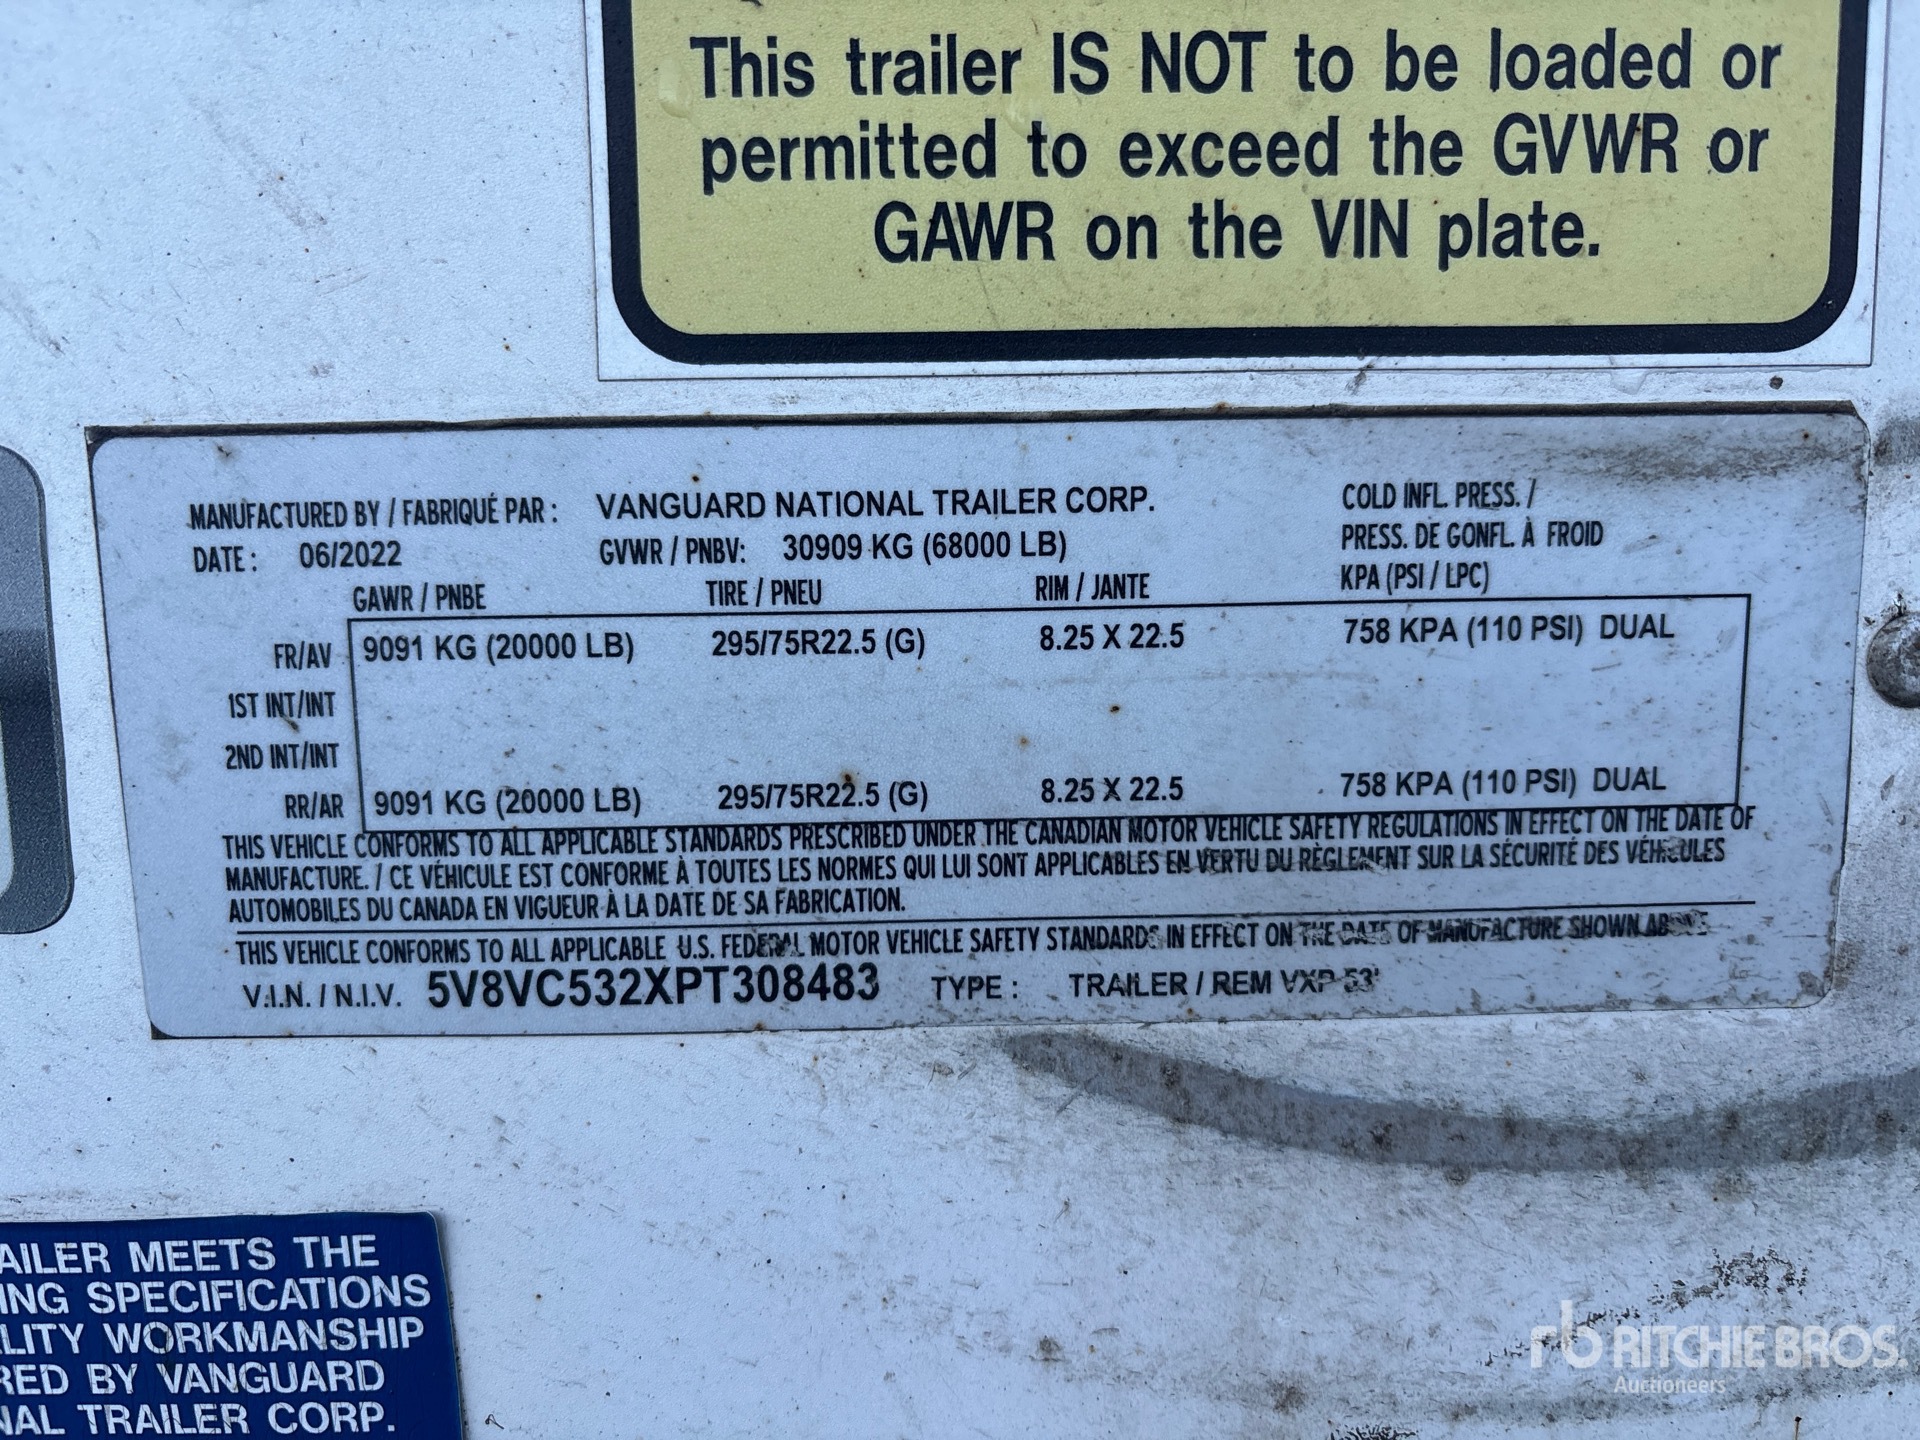 This trailer IS NOT to be loaded or
permitted to exceed the GVWR or
GAWR on the VIN plate.
MANUFACTURED BY / FABRIQUÉ PAR : VANGUARD NATIONAL TRAILER CORP.
COLD INFL. PRESS. /
DATE : 06/2022 GVWR / PNBV: 30909 KG (68000 LB)
PRESS. DE GONFL. À FROID
GAWR / PNBE TIRE / PNEU RIM / JANTE KPA (PSI / LPC)
FR/AV 9091 KG (20000 LB) 295/75R22.5 (G) 8.25 X 22.5 758 KPA (110 PSI) DUAL
1ST INT/INT
2ND INT/INT
RR/AR 9091 KG (20000 LB) 295/75R22.5 (G) 8.25 X 22.5 758 KPA (110 PSI) DUAL
THIS VEHICLE CONFORMS TO ALL APPLICABLE STANDARDS PRESCRIBED UNDER THE CANADIAN MOTOR VEHICLE SAFETY REGULATIONS IN EFFECT ON THE DATE OF
MANUFACTURE. / CE VÉHICULE EST CONFORME À TOUTES LES NORMES QUI LUI SONT APPLICABLES EN VERTU DU RÈGLEMENT SUR LA SÉCURITÉ DES VÉHICULES
AUTOMOBILES DU CANADA EN VIGUEUR À LA DATE DE SA FABRICATION.
THIS VEHICLE CONFORMS TO ALL APPLICABLE U.S. FEDERAL MOTOR VEHICLE SAFETY STANDARDS IN EFFECT ON THE DATE OF MANUFACTURE SHOWN ABOVE
V.I.N. / N.I.V. 5V8VC532XPT308483 TYPE : TRAILER / REM VXP 53'
AILER MEETS THE
ING SPECIFICATIONS
LITY WORKMANSHIP
RED BY VANGUARD
NAL TRAILER CORP.
rb RITCHIE BROS.
Auctioneers